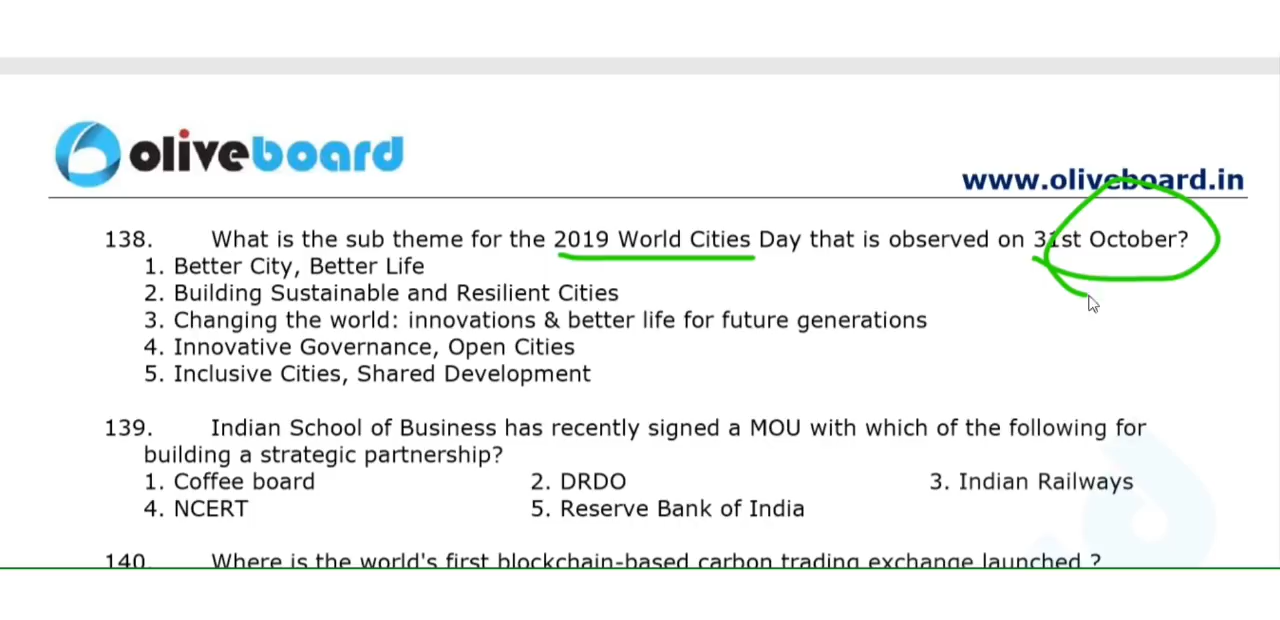 oliveboard
www.oliveboard.in
138. What is the sub theme for the 2019 World Cities Day that is observed on 31st October?
1. Better City, Better Life
2. Building Sustainable and Resilient Cities
3. Changing the world: innovations & better life for future generations
4. Innovative Governance, Open Cities
5. Inclusive Cities, Shared Development
139. Indian School of Business has recently signed a MOU with which of the following for
building a strategic partnership?
1. Coffee board 2. DRDO 3. Indian Railways
4. NCERT 5. Reserve Bank of India
140. Where is the world's first blockchain-based carbon trading exchange launched ?